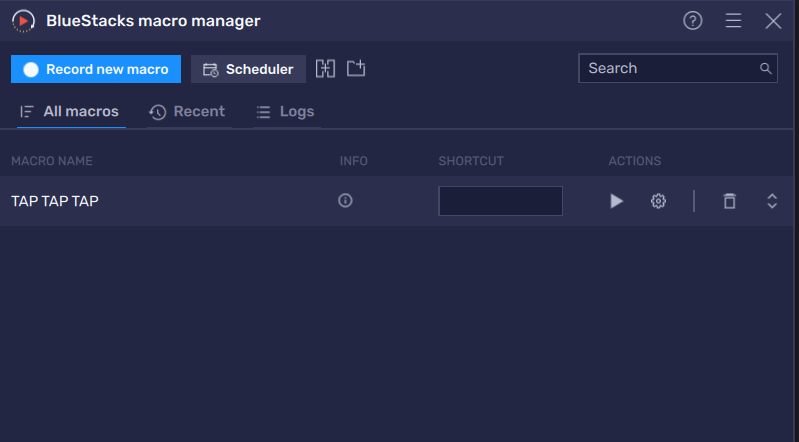 BlueStacks macro manager
Record new macro
Scheduler
Search
All macros
Recent
Logs
MACRO NAME INFO SHORTCUT ACTIONS
TAP TAP TAP